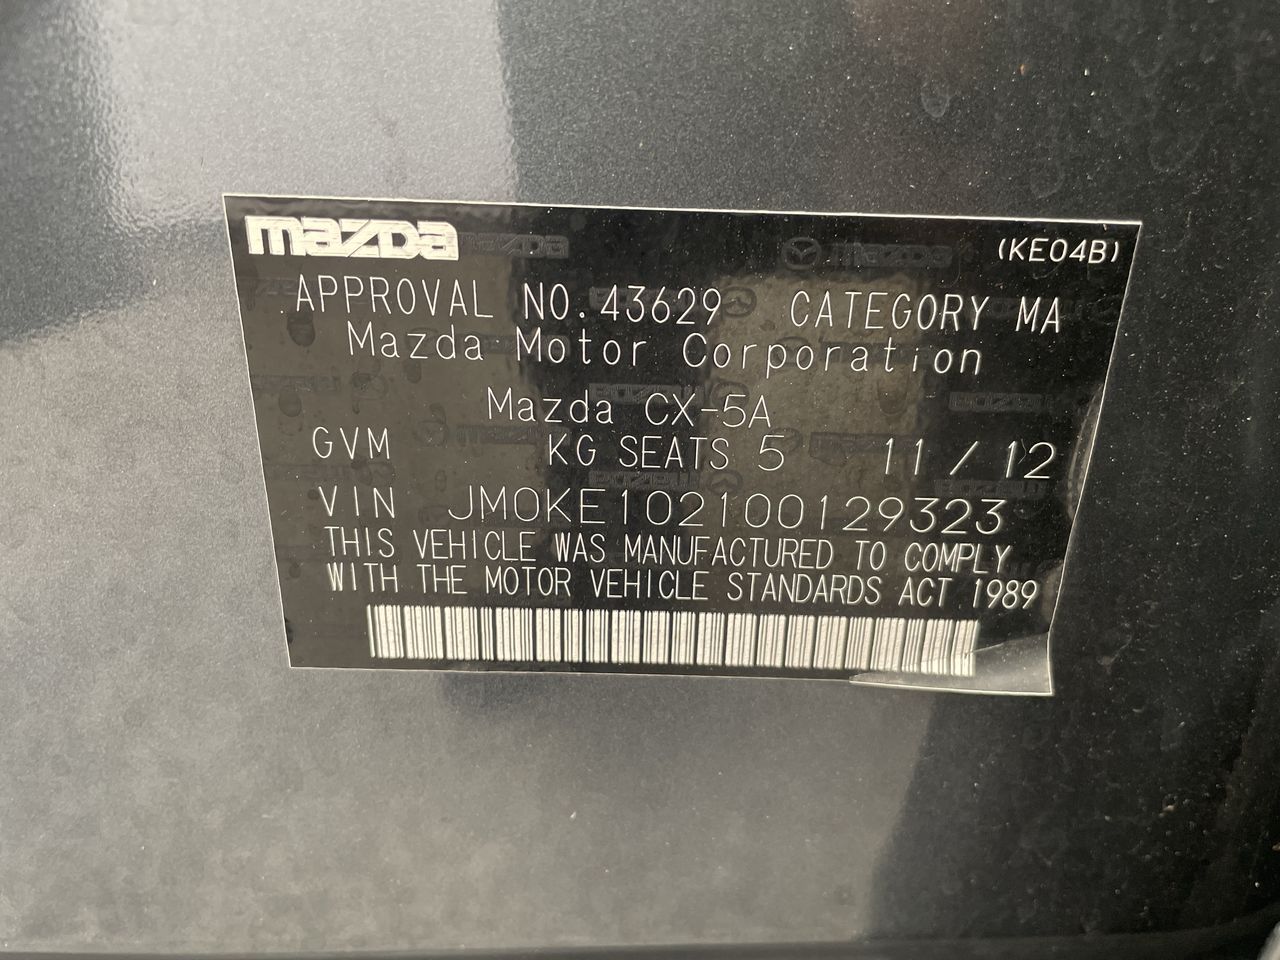 mazda (KE04B)
APPROVAL NO.43629 CATEGORY MA
Mazda Motor Corporation
Mazda CX-5A
GVM KG SEATS 5 11/12
VIN JM0KE102100129323
THIS VEHICLE WAS MANUFACTURED TO COMPLY
WITH THE MOTOR VEHICLE STANDARDS ACT 1989